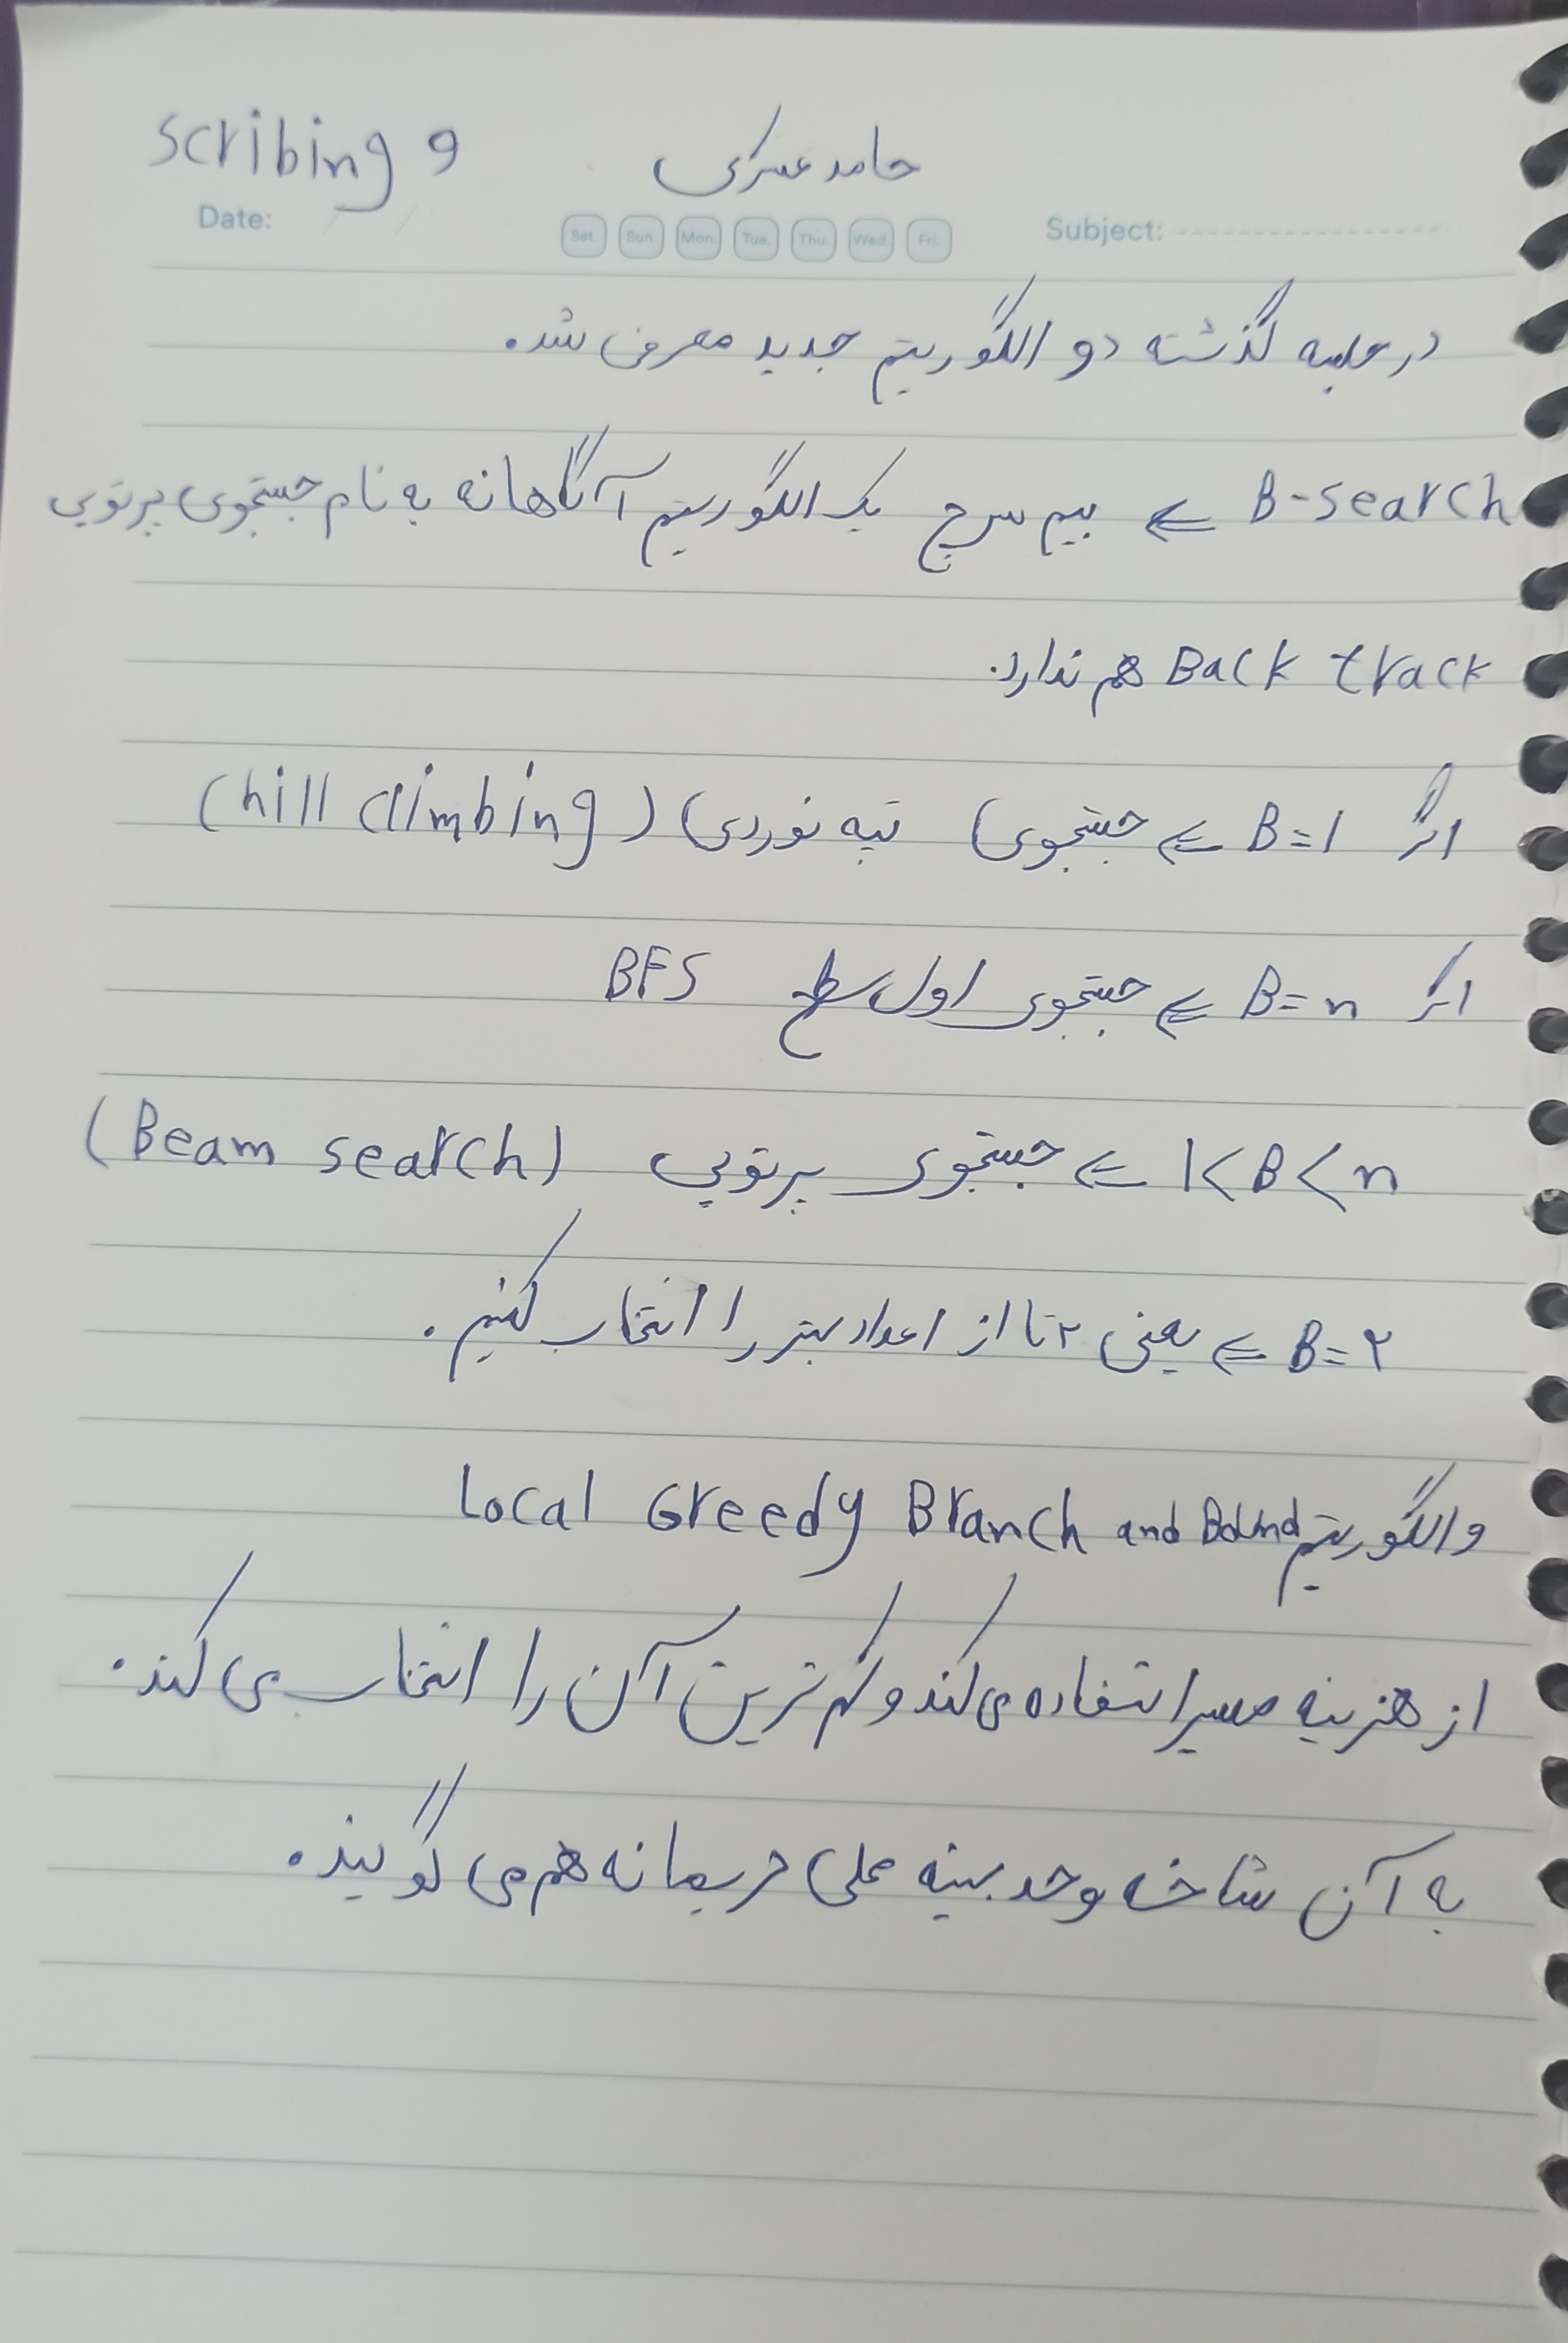 Scribing 9 حامد عسکری
Date: Sat. Sun. Mon. Tue. Thu. Wed. Fri. Subject:
در جلسه گذشته دو الگوریتم جدید معرفی شد.
B-search ⇐ بیم سرچ یک الگوریتم آگاهانه به نام جستجوی پرتویی
Back track هم ندارد.
اگر B=1 ⇐ جستجوی تپه نوردی (hill climbing)
اگر B=n ⇐ جستجوی اول سطح BFS
1<B<n ⇐ جستجوی پرتویی (Beam search)
B=۲ ⇐ یعنی ۲ تا از اعداد بهتر را انتخاب کنیم.
و الگوریتم Local Greedy Branch and Bound
از هزینه مسیر استفاده می کند و کم ترین آن را انتخاب می کند.
به آن شاخه و حد بهینه محلی حریصانه هم می گویند.